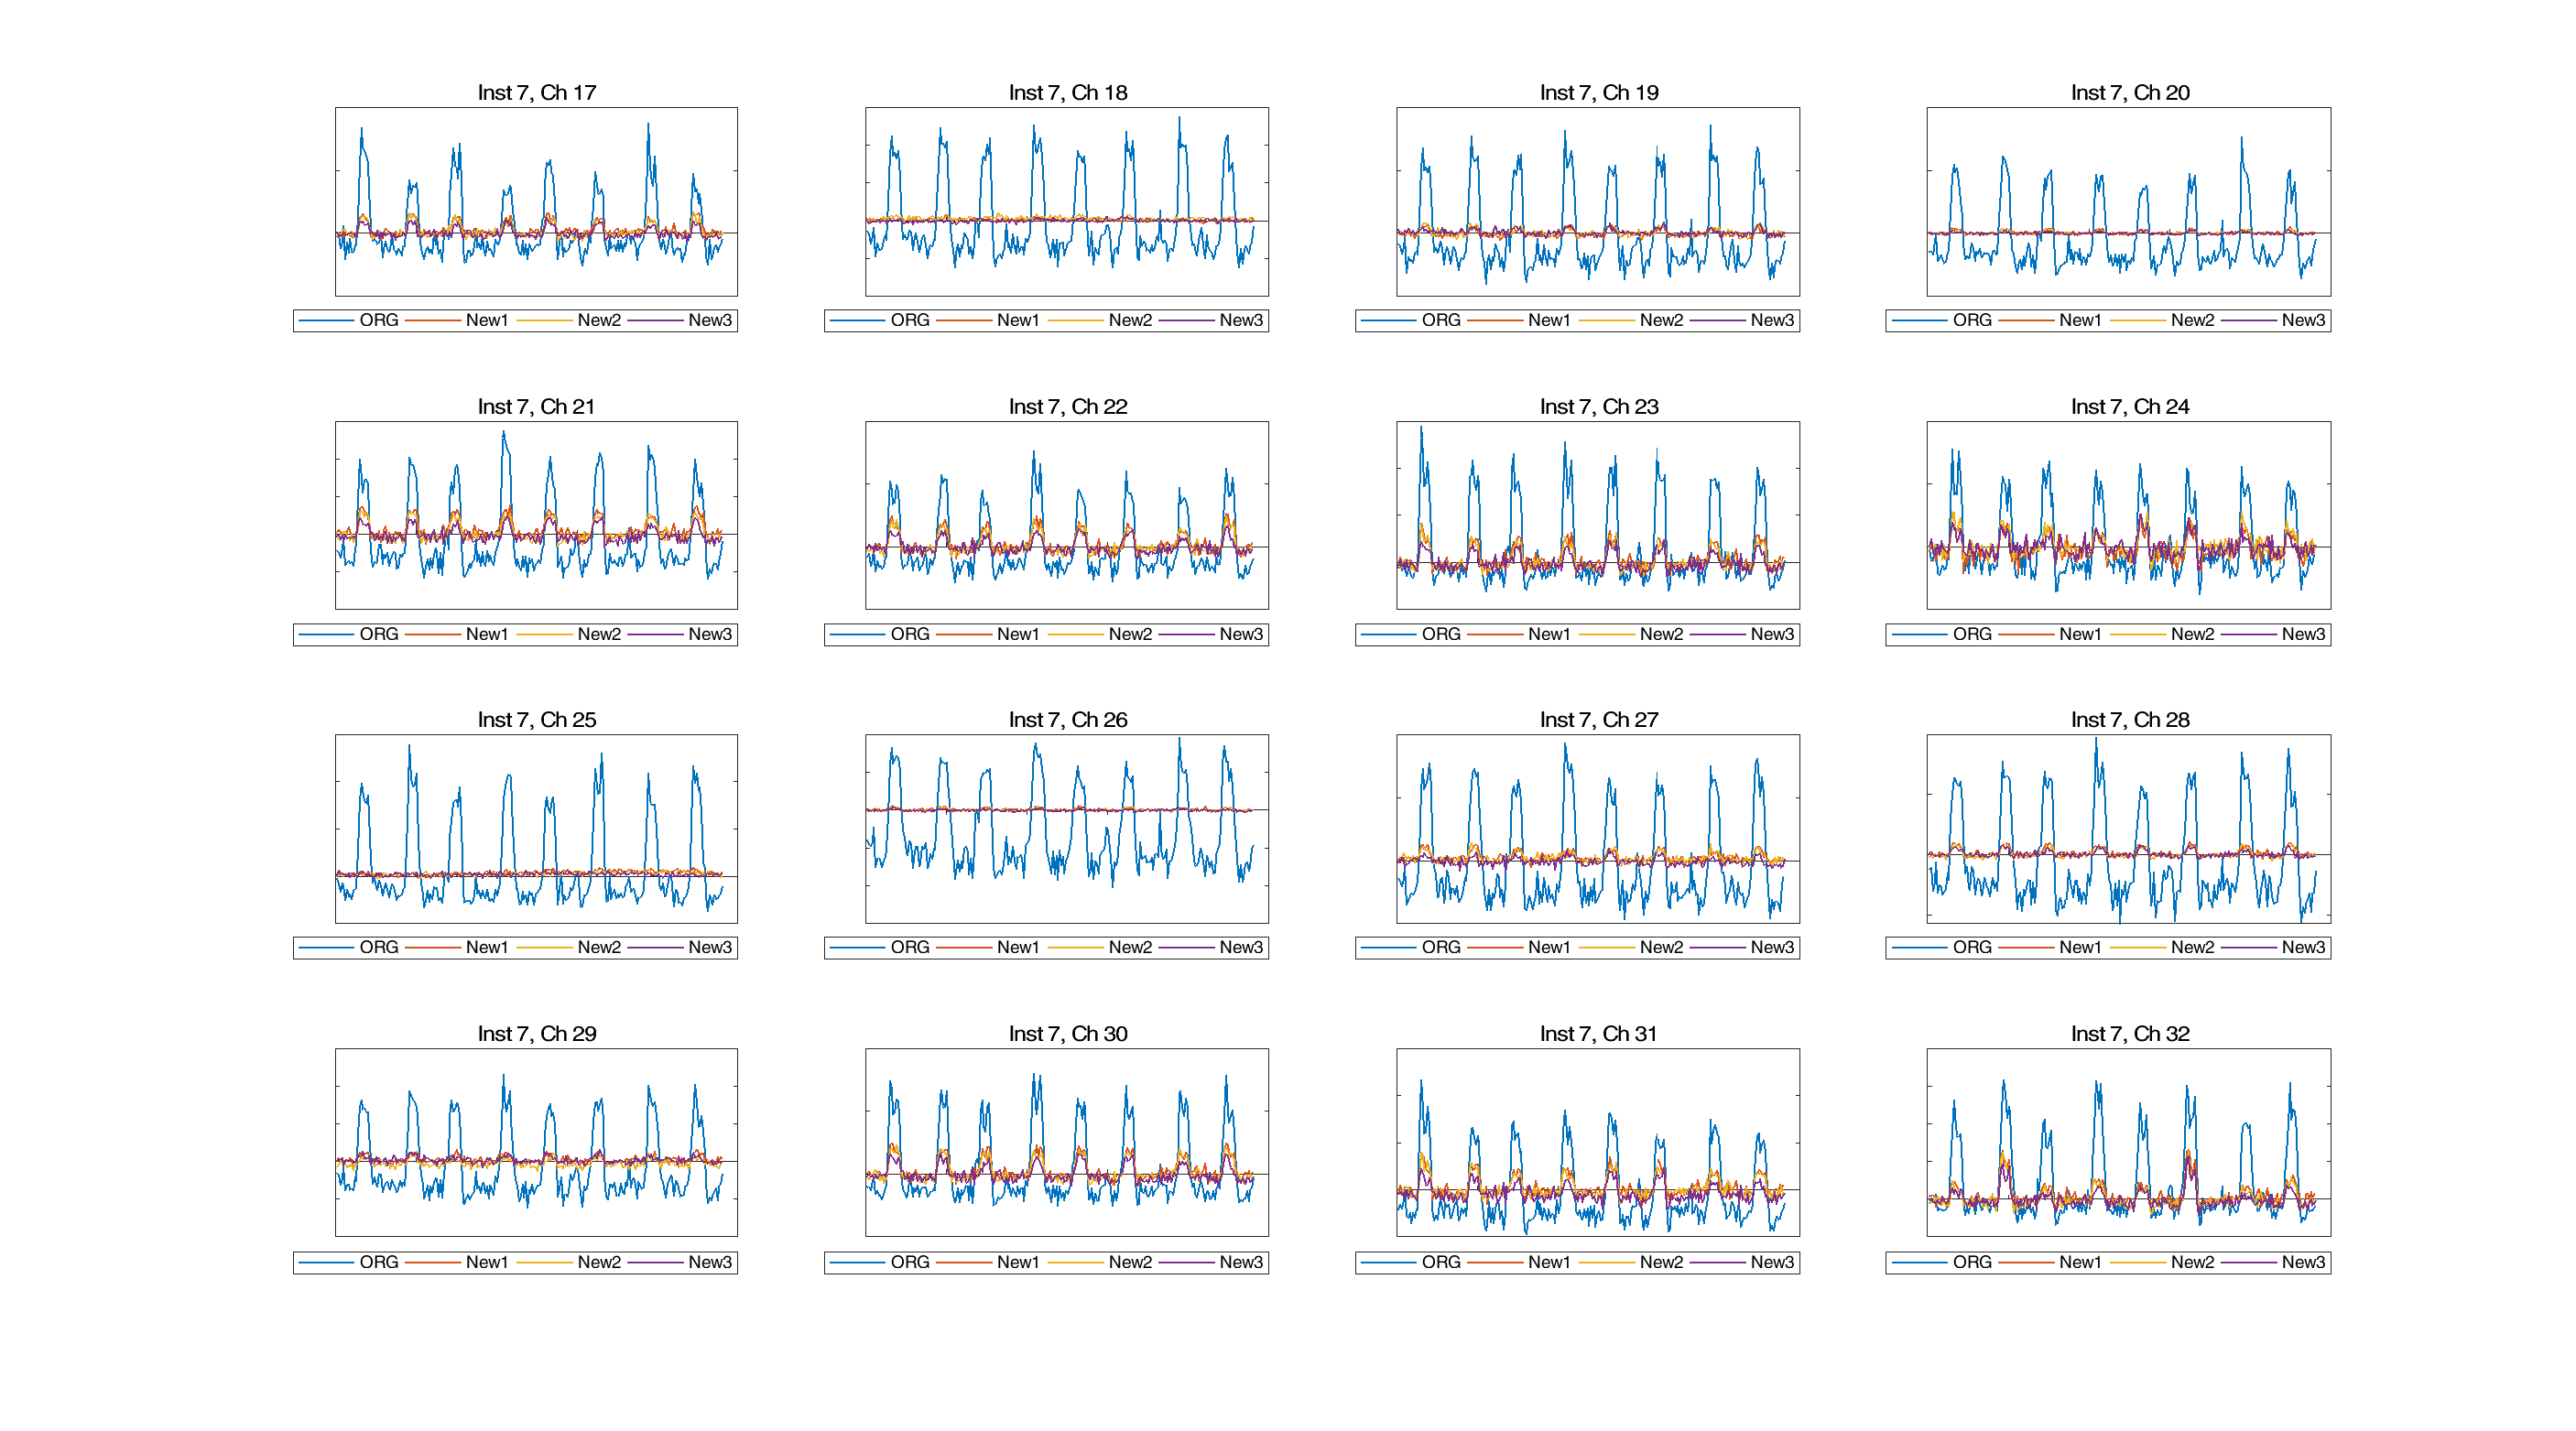 Inst 7, Ch 17
Inst 7, Ch 18
Inst 7, Ch 19
Inst 7, Ch 20
ORG New1 New2 New3
ORG New1 New2 New3
ORG New1 New2 New3
ORG New1 New2 New3
Inst 7, Ch 21
Inst 7, Ch 22
Inst 7, Ch 23
Inst 7, Ch 24
ORG New1 New2 New3
ORG New1 New2 New3
ORG New1 New2 New3
ORG New1 New2 New3
Inst 7, Ch 25
Inst 7, Ch 26
Inst 7, Ch 27
Inst 7, Ch 28
ORG New1 New2 New3
ORG New1 New2 New3
ORG New1 New2 New3
ORG New1 New2 New3
Inst 7, Ch 29
Inst 7, Ch 30
Inst 7, Ch 31
Inst 7, Ch 32
ORG New1 New2 New3
ORG New1 New2 New3
ORG New1 New2 New3
ORG New1 New2 New3